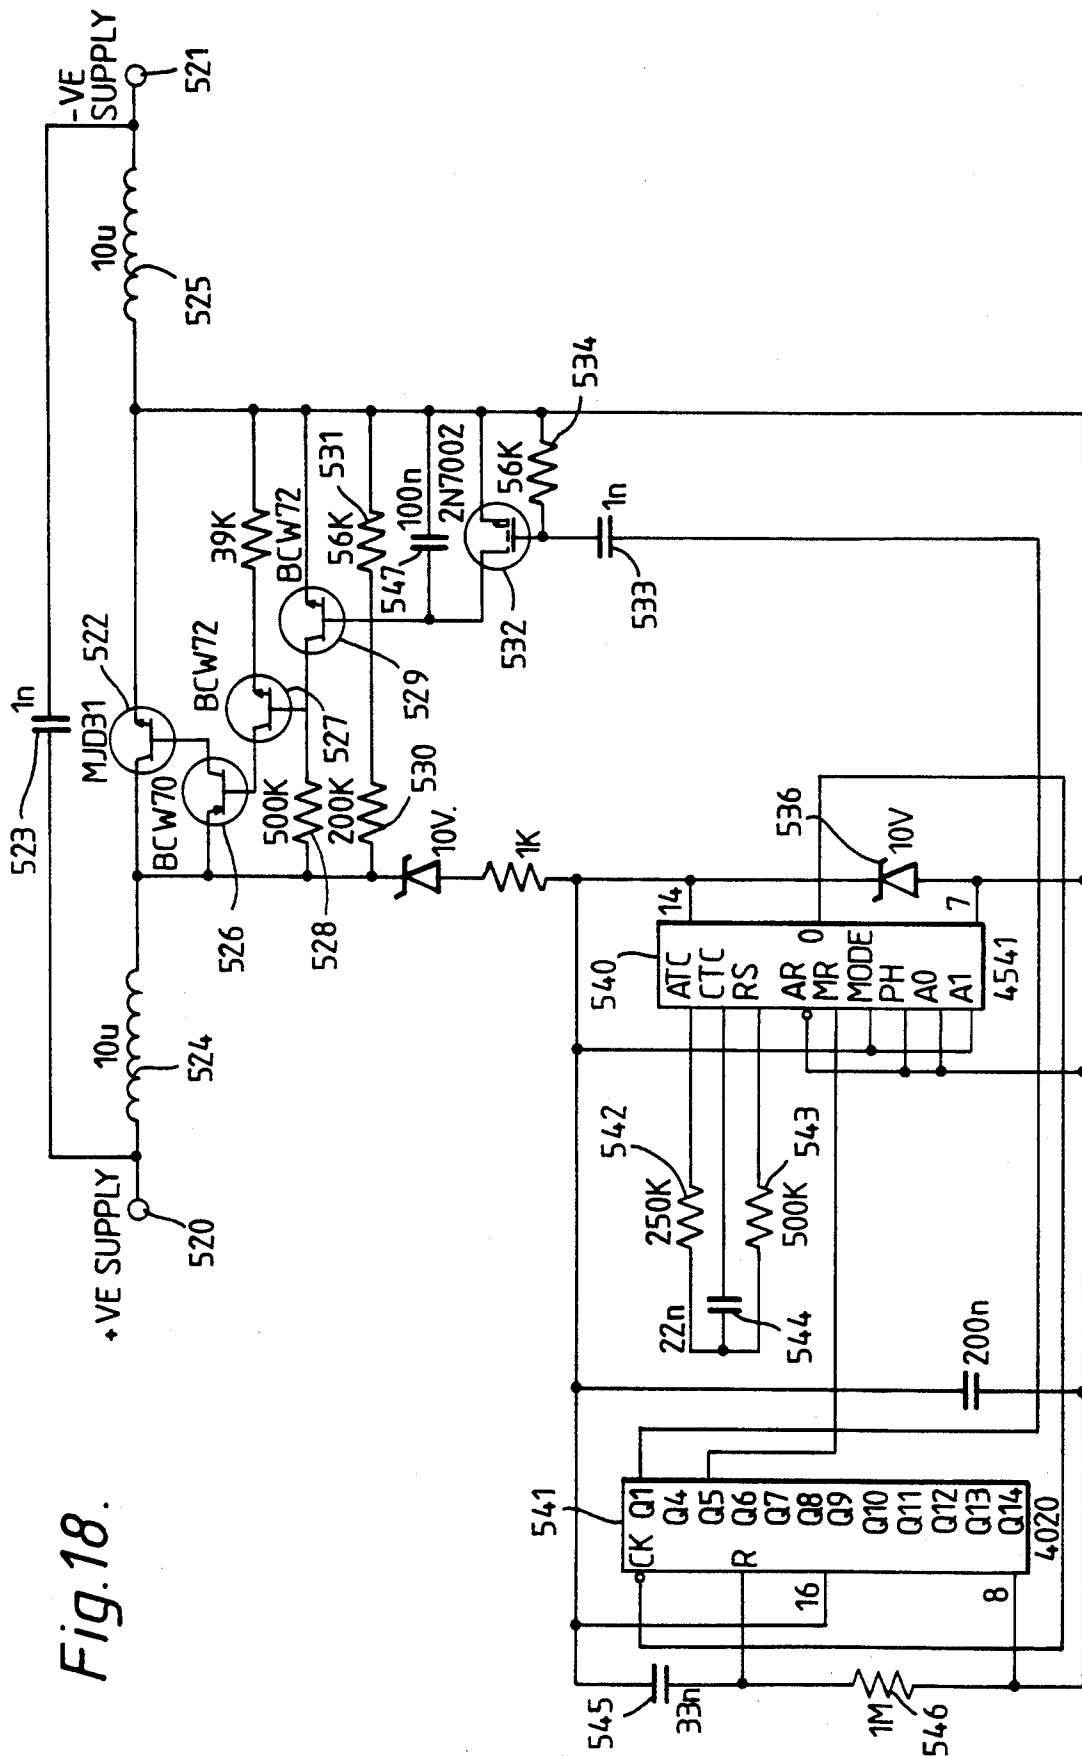 Fig.18.
+VE SUPPLY
520
-VE
SUPPLY
521
523
1n
10u
524
10u
525
MJD31
522
BCW70
526
BCW72
527
39K
BCW72
529
500K
528
200K
530
56K
531
547
100n
2N7002
532
56K
534
1n
533
10V.
1K
536
10V
540
14
7
ATC
CTC
RS
AR
MR
MODE
PH
A0
A1
0
4541
542
250K
543
500K
22n
544
200n
541
CK
R
16
8
Q1
Q4
Q5
Q6
Q7
Q8
Q9
Q10
Q11
Q12
Q13
Q14
4020
545
33n
1M
546